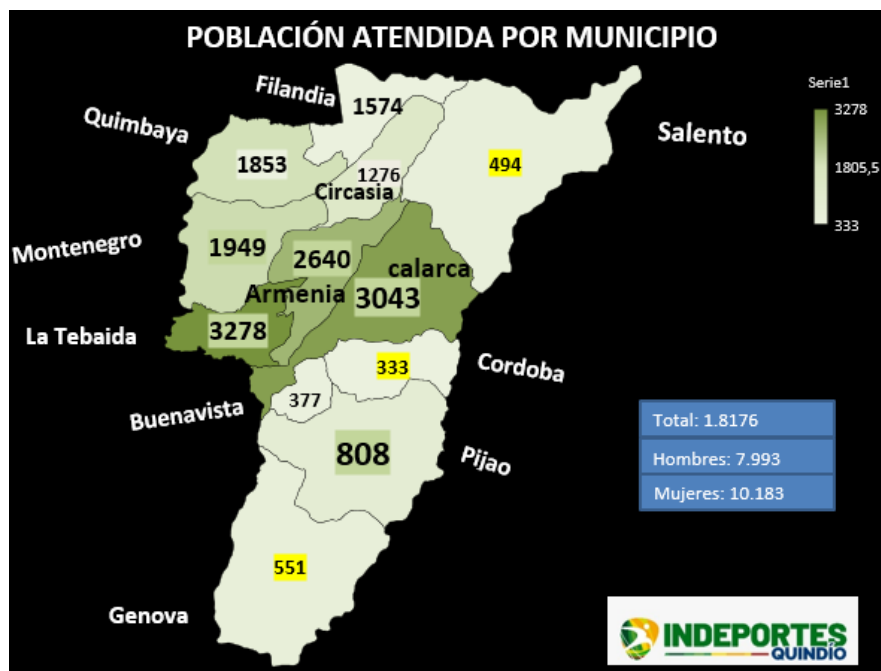 POBLACIÓN ATENDIDA POR MUNICIPIO
Serie1
3278
1805,5
333
Filandia
1574
Quimbaya
1853
Salento
494
1276
Circasia
Montenegro
1949
2640
Armenia
calarca
3043
La Tebaida
3278
Cordoba
333
Buenavista
377
Pijao
808
Genova
551
Total: 1.8176
Hombres: 7.993
Mujeres: 10.183
INDEPORTES
QUINDÍO